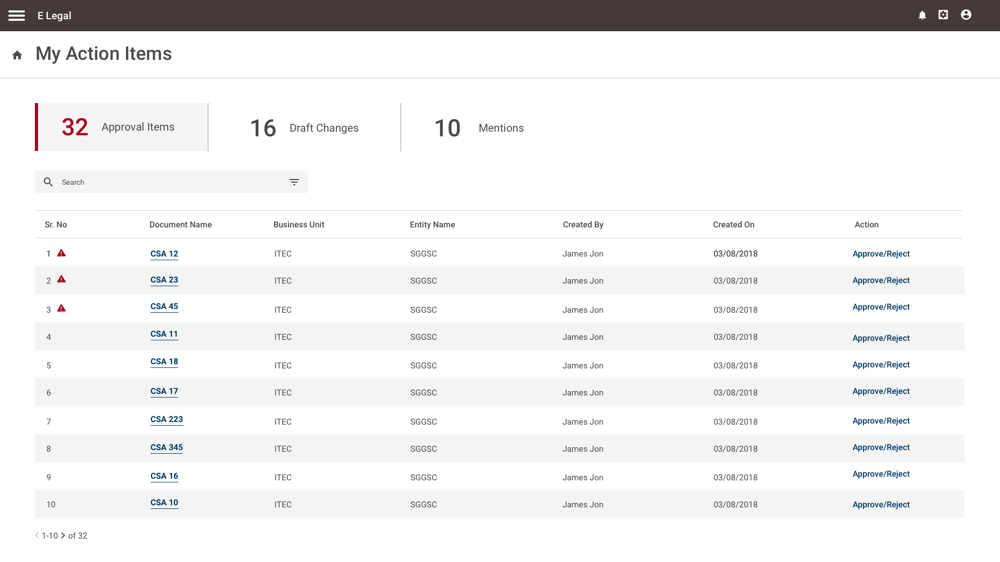 E Legal
My Action Items
32 Approval Items 16 Draft Changes 10 Mentions
Search
Sr. No Document Name Business Unit Entity Name Created By Created On Action
1 CSA 12 ITEC SGGSC James Jon 03/08/2018 Approve/Reject
2 CSA 23 ITEC SGGSC James Jon 03/08/2018 Approve/Reject
3 CSA 45 ITEC SGGSC James Jon 03/08/2018 Approve/Reject
4 CSA 11 ITEC SGGSC James Jon 03/08/2018 Approve/Reject
5 CSA 18 ITEC SGGSC James Jon 03/08/2018 Approve/Reject
6 CSA 17 ITEC SGGSC James Jon 03/08/2018 Approve/Reject
7 CSA 223 ITEC SGGSC James Jon 03/08/2018 Approve/Reject
8 CSA 345 ITEC SGGSC James Jon 03/08/2018 Approve/Reject
9 CSA 16 ITEC SGGSC James Jon 03/08/2018 Approve/Reject
10 CSA 10 ITEC SGGSC James Jon 03/08/2018 Approve/Reject
1-10 of 32